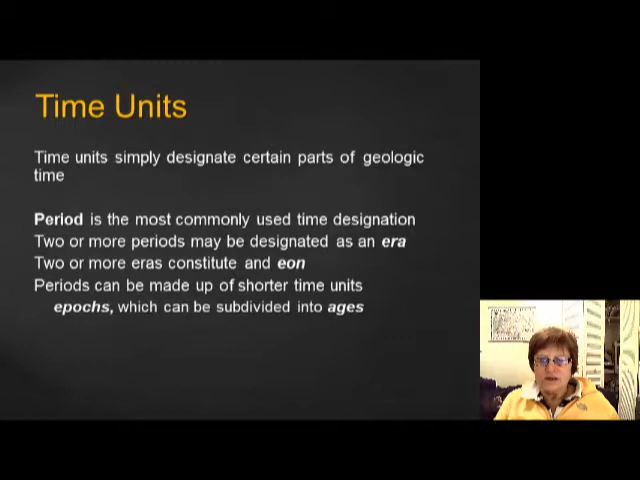 Time Units
Time units simply designate certain parts of geologic
time
Period is the most commonly used time designation
Two or more periods may be designated as an era
Two or more eras constitute and eon
Periods can be made up of shorter time units
epochs, which can be subdivided into ages